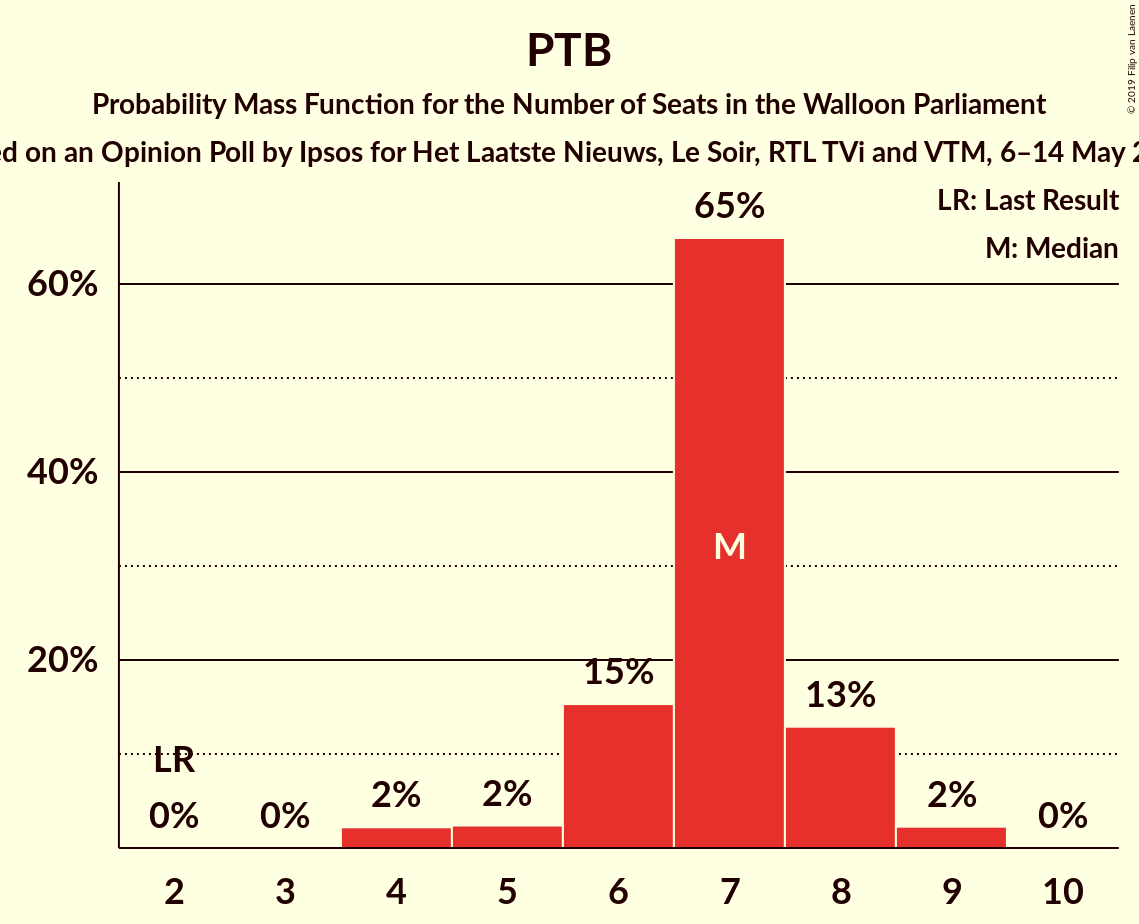 PTB
Probability Mass Function for the Number of Seats in the Walloon Parliament
on an Opinion Poll by Ipsos for Het Laatste Nieuws, Le Soir, RTL TVi and VTM, 6–14 May
© 2019 Filip van Laenen
LR: Last Result
M: Median
65%
60%
40%
M
20%
15%
13%
LR
0%
0%
2%
2%
2%
0%
2
3
4
5
6
7
8
9
10